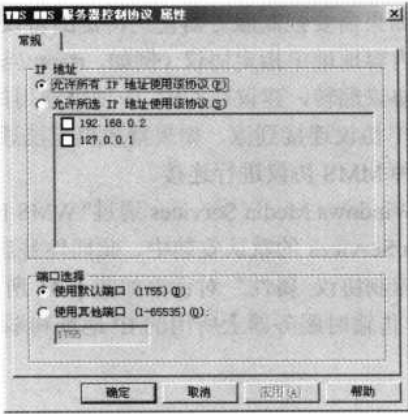 WMS MMS 服务器控制协议 属性
常规
IP 地址
允许所有 IP 地址使用该协议(P)
允许所选 IP 地址使用该协议(S)
192.168.0.2
127.0.0.1
端口选择
使用默认端口 (1755)(D)
使用其他端口 (1-65535)(O):
1755
确定 取消 应用(A) 帮助